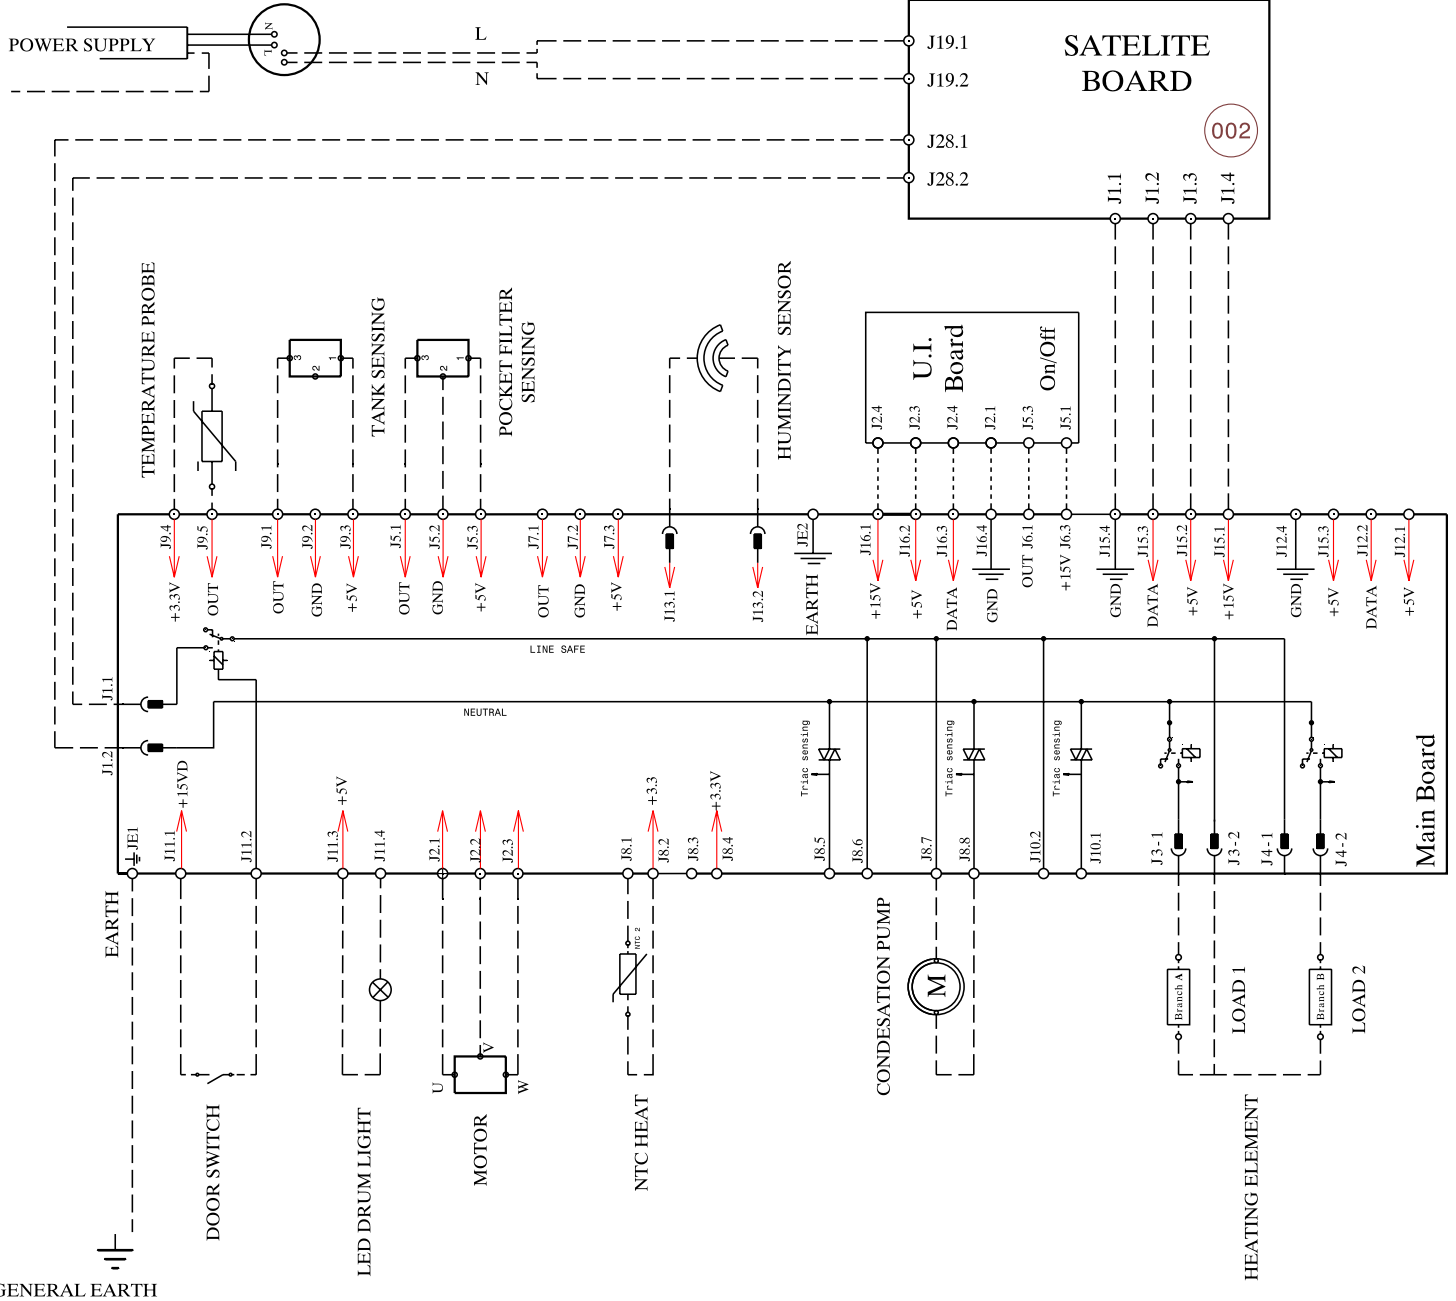 POWER SUPPLY
N
L
L
N
J19.1
J19.2
J28.1
J28.2
SATELITE
BOARD
002
J1.1
J1.2
J1.3
J1.4
TEMPERATURE PROBE
3
2
1
TANK SENSING
3
2
1
POCKET FILTER
SENSING
HUMINDITY SENSOR
U.I.
Board
On/Off
J2.4
J2.3
J2.4
J2.1
J5.3
J5.1
J9.4
J9.5
J9.1
J9.2
J9.3
J5.1
J5.2
J5.3
J7.1
J7.2
J7.3
J13.1
J13.2
JE2
J16.1
J16.2
J16.3
J16.4
OUT J6.1
+15V J6.3
J15.4
J15.3
J15.2
J15.1
J12.4
J15.3
J12.2
J12.1
+3.3V
OUT
OUT
GND
+5V
OUT
GND
+5V
OUT
GND
+5V
EARTH
+15V
+5V
DATA
GND
GND
DATA
+5V
+15V
GND
+5V
DATA
+5V
LINE SAFE
NEUTRAL
J1.1
J1.2
Triac sensing
Triac sensing
Triac sensing
Main Board
+15VD
+5V
+3.3
+3.3V
JE1
J11.1
J11.2
J11.3
J11.4
J2.1
J2.2
J2.3
J8.1
J8.2
J8.3
J8.4
J8.5
J8.6
J8.7
J8.8
J10.2
J10.1
J3-1
J3-2
J4-1
J4-2
EARTH
NTC 2
CONDESATION PUMP
M
Branch A
LOAD 1
Branch B
LOAD 2
U
V
W
DOOR SWITCH
LED DRUM LIGHT
MOTOR
NTC HEAT
HEATING ELEMENT
GENERAL EARTH